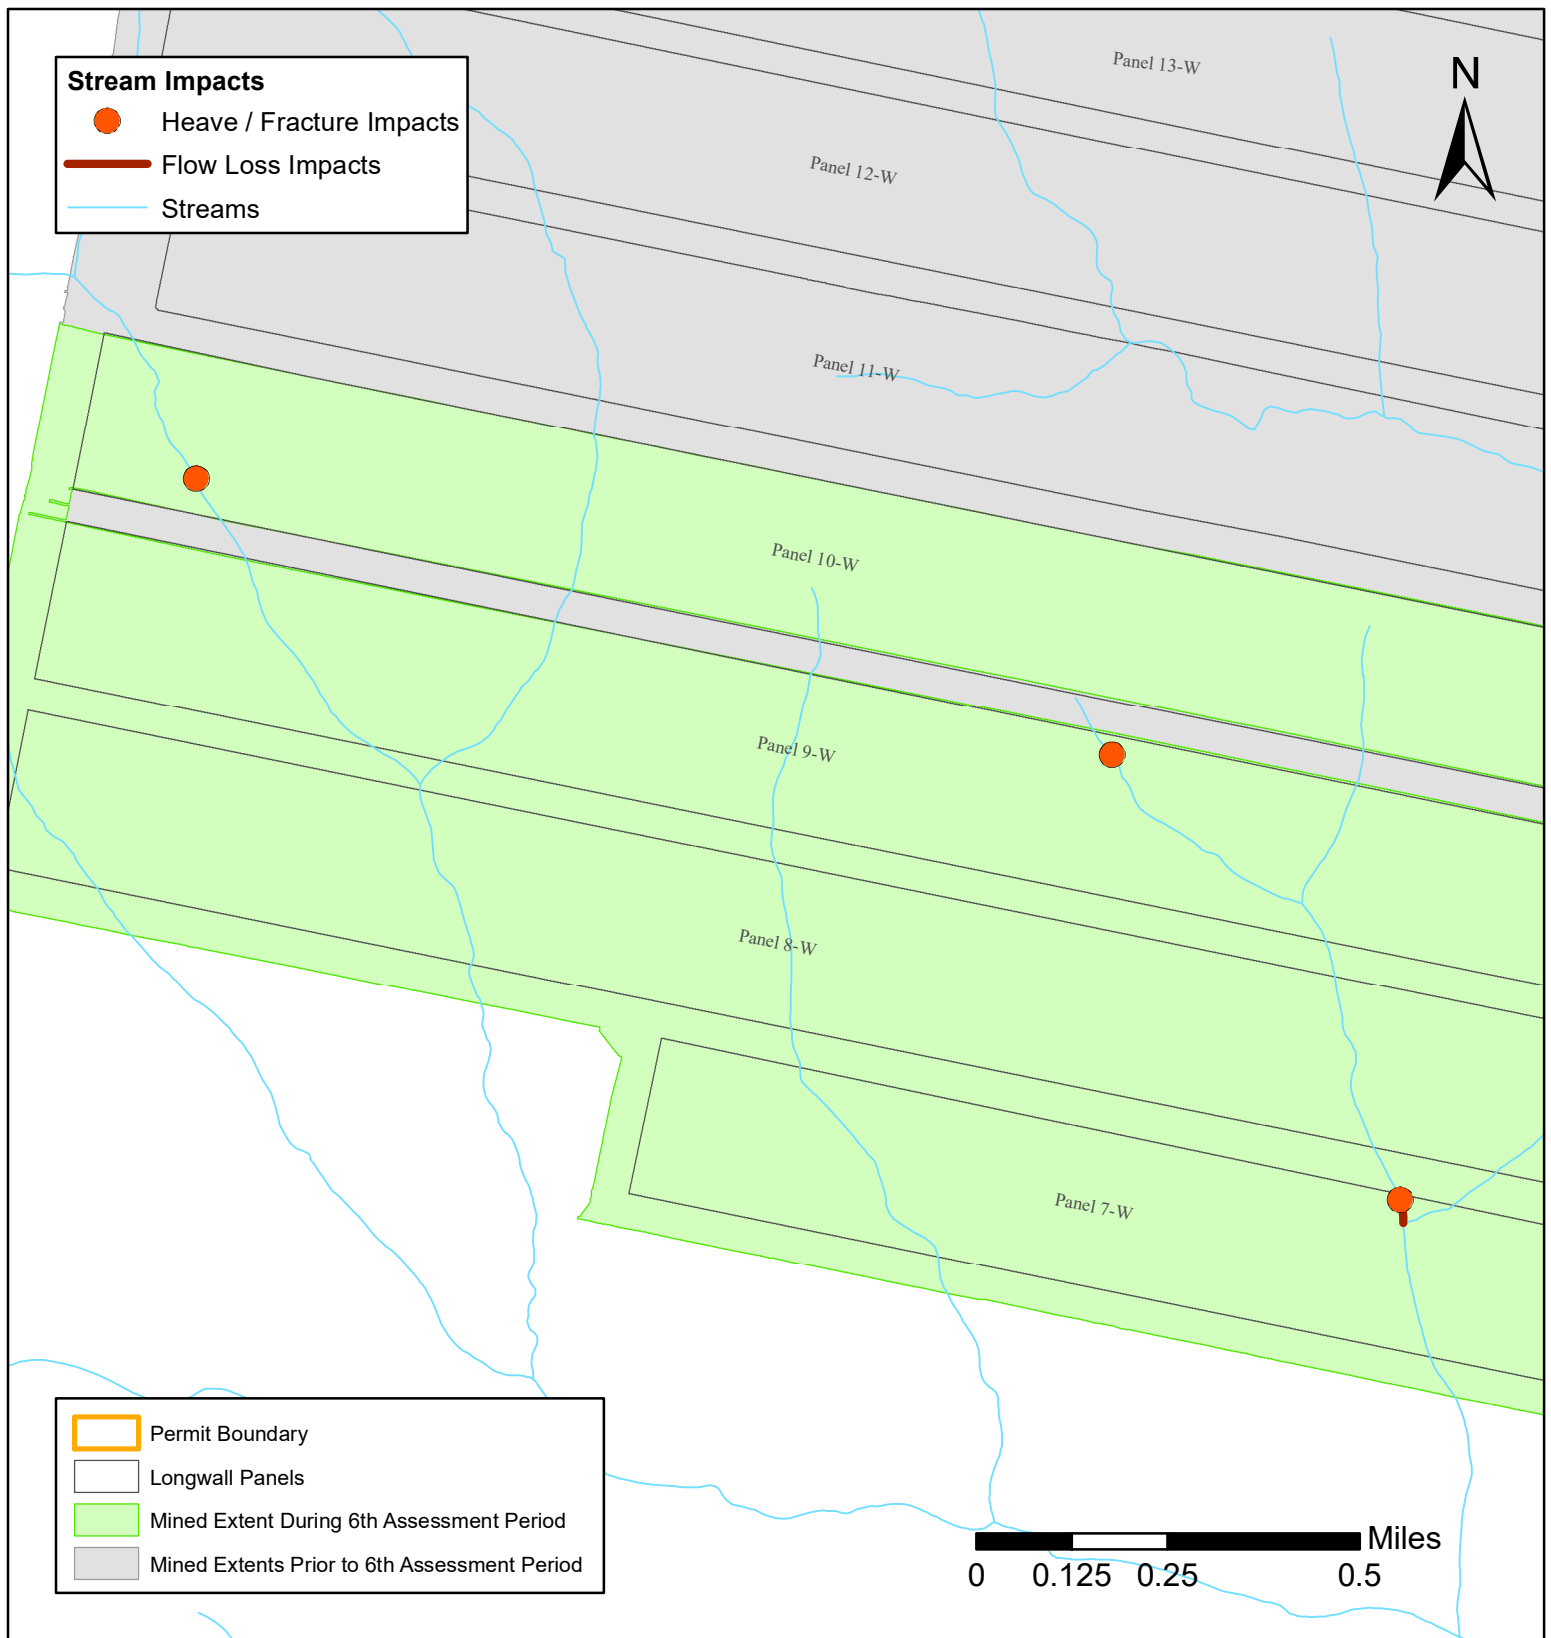 Panel 13-W
N
Stream Impacts
Heave / Fracture Impacts
Flow Loss Impacts
Streams
Panel 12-W
Panel 11-W
Panel 10-W
Panel 9-W
Panel 8-W
Panel 7-W
Permit Boundary
Longwall Panels
Mined Extent During 6th Assessment Period
Mined Extents Prior to 6th Assessment Period
Miles
0 0.125 0.25 0.5